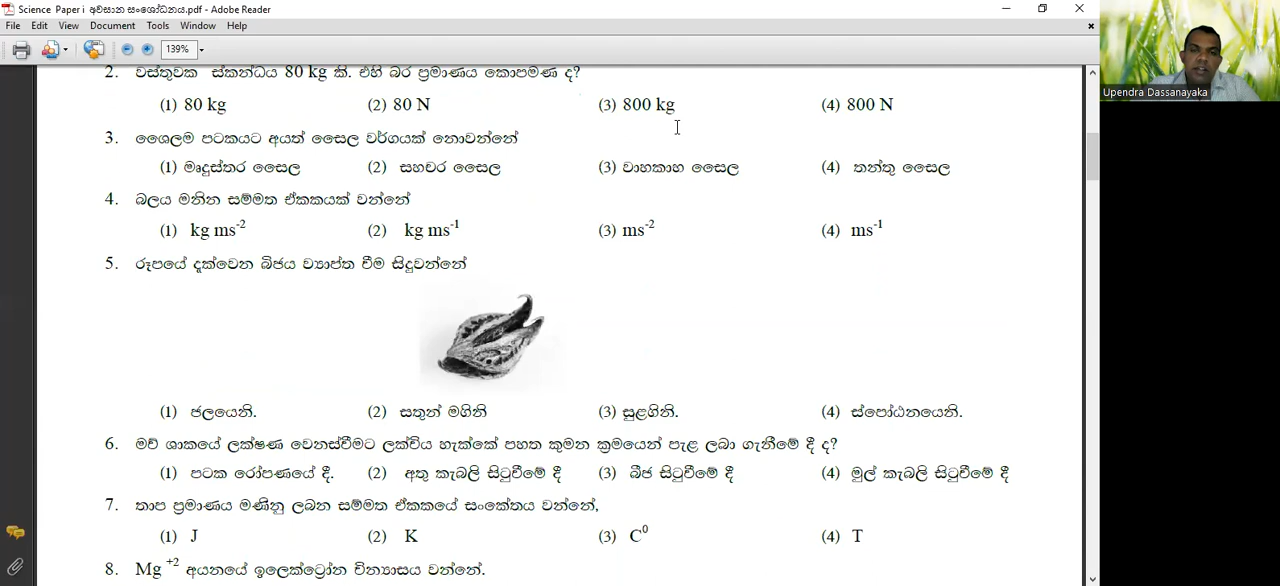 Science Paper i අවසාන සංශෝධනය.pdf - Adobe Reader
File Edit View Document Tools Window Help
139%
Upendra Dassanayaka
2. වස්තුවක ස්කන්ධය 80 kg කි. එහි බර ප්‍රමාණය කොපමණ ද?
(1) 80 kg (2) 80 N (3) 800 kg (4) 800 N
3. ශෛලම පටකයට අයත් සෛල වර්ගයක් නොවන්නේ
(1) මෘදුස්තර සෛල (2) සහචර සෛල (3) වාහකාභ සෛල (4) තන්තු සෛල
4. බලය මනින සම්මත ඒකකයක් වන්නේ
(1) kg ms⁻² (2) kg ms⁻¹ (3) ms⁻² (4) ms⁻¹
5. රූපයේ දැක්වෙන බීජය ව්‍යාප්ත වීම සිදුවන්නේ
(1) ජලයෙනි. (2) සතුන් මගිනි (3) සුළගිනි. (4) ස්පෝඨනයෙනි.
6. මව් ශාකයේ ලක්ෂණ වෙනස්වීමට ලක්විය හැක්කේ පහත කුමන ක්‍රමයෙන් පැළ ලබා ගැනීමේ දී ද?
(1) පටක රෝපණයේ දී. (2) අතු කැබලි සිටුවීමේ දී (3) බීජ සිටුවීමේ දී (4) මුල් කැබලි සිටුවීමේ දී
7. තාප ප්‍රමාණය මණිනු ලබන සම්මත ඒකකයේ සංකේතය වන්නේ,
(1) J (2) K (3) C⁰ (4) T
8. Mg ⁺² අයනයේ ඉලෙක්ට්‍රෝන වින්‍යාසය වන්නේ.